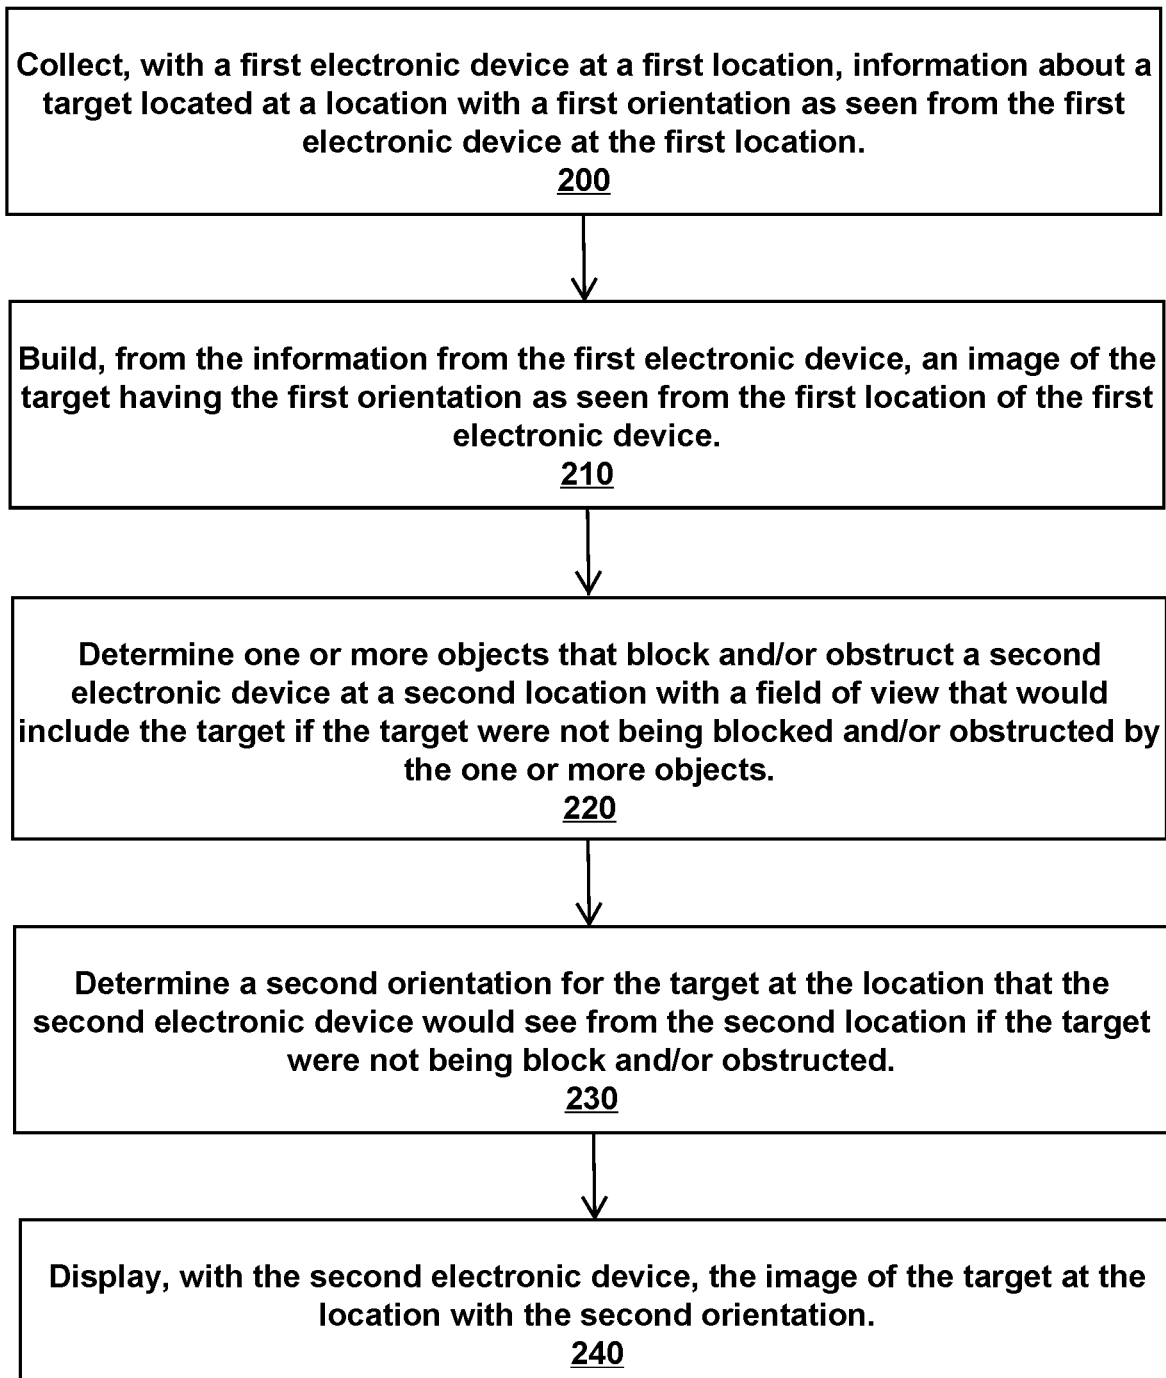 Collect, with a first electronic device at a first location, information about a
target located at a location with a first orientation as seen from the first
electronic device at the first location.
200
Build, from the information from the first electronic device, an image of the
target having the first orientation as seen from the first location of the first
electronic device.
210
Determine one or more objects that block and/or obstruct a second
electronic device at a second location with a field of view that would
include the target if the target were not being blocked and/or obstructed by
the one or more objects.
220
Determine a second orientation for the target at the location that the
second electronic device would see from the second location if the target
were not being block and/or obstructed.
230
Display, with the second electronic device, the image of the target at the
location with the second orientation.
240